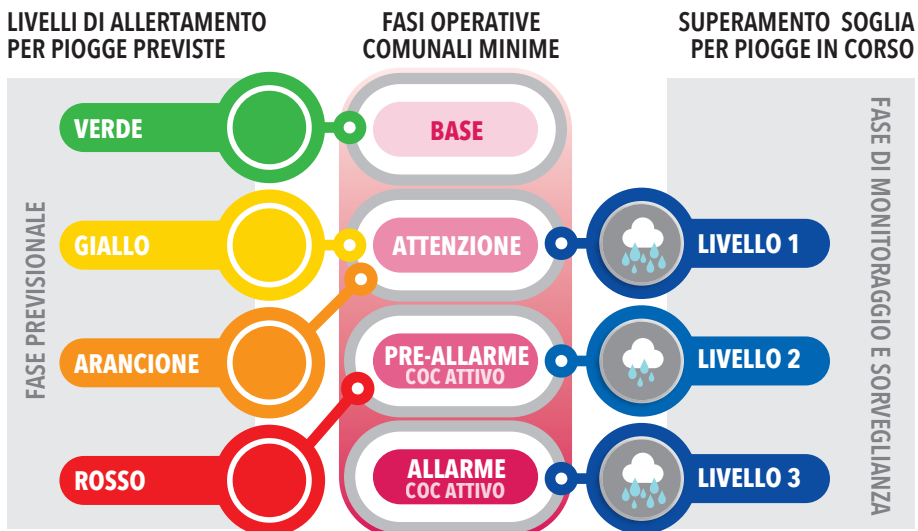 LIVELLI DI ALLERTAMENTO
PER PIOGGE PREVISTE
FASI OPERATIVE
COMUNALI MINIME
SUPERAMENTO SOGLIA
PER PIOGGE IN CORSO
FASE PREVISIONALE
VERDE
GIALLO
ARANCIONE
ROSSO
BASE
ATTENZIONE
PRE-ALLARME
COC ATTIVO
ALLARME
COC ATTIVO
LIVELLO 1
LIVELLO 2
LIVELLO 3
FASE DI MONITORAGGIO E SORVEGLIANZA